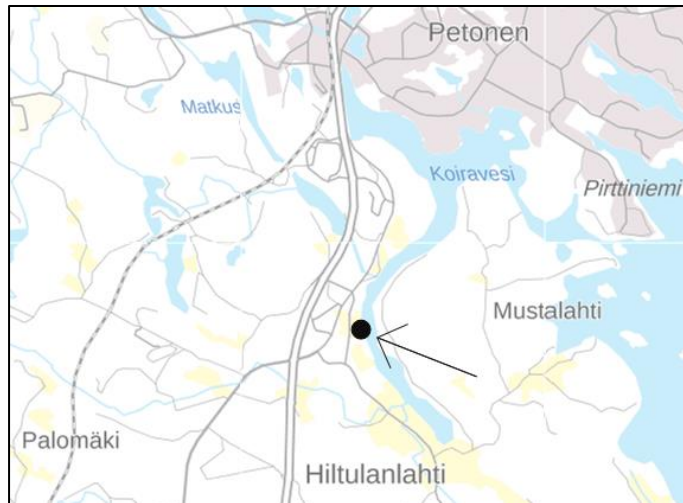 Petonen
Matkus
Koiravesi
Pirttiniemi
Mustalahti
Palomäki
Hiltulanlahti